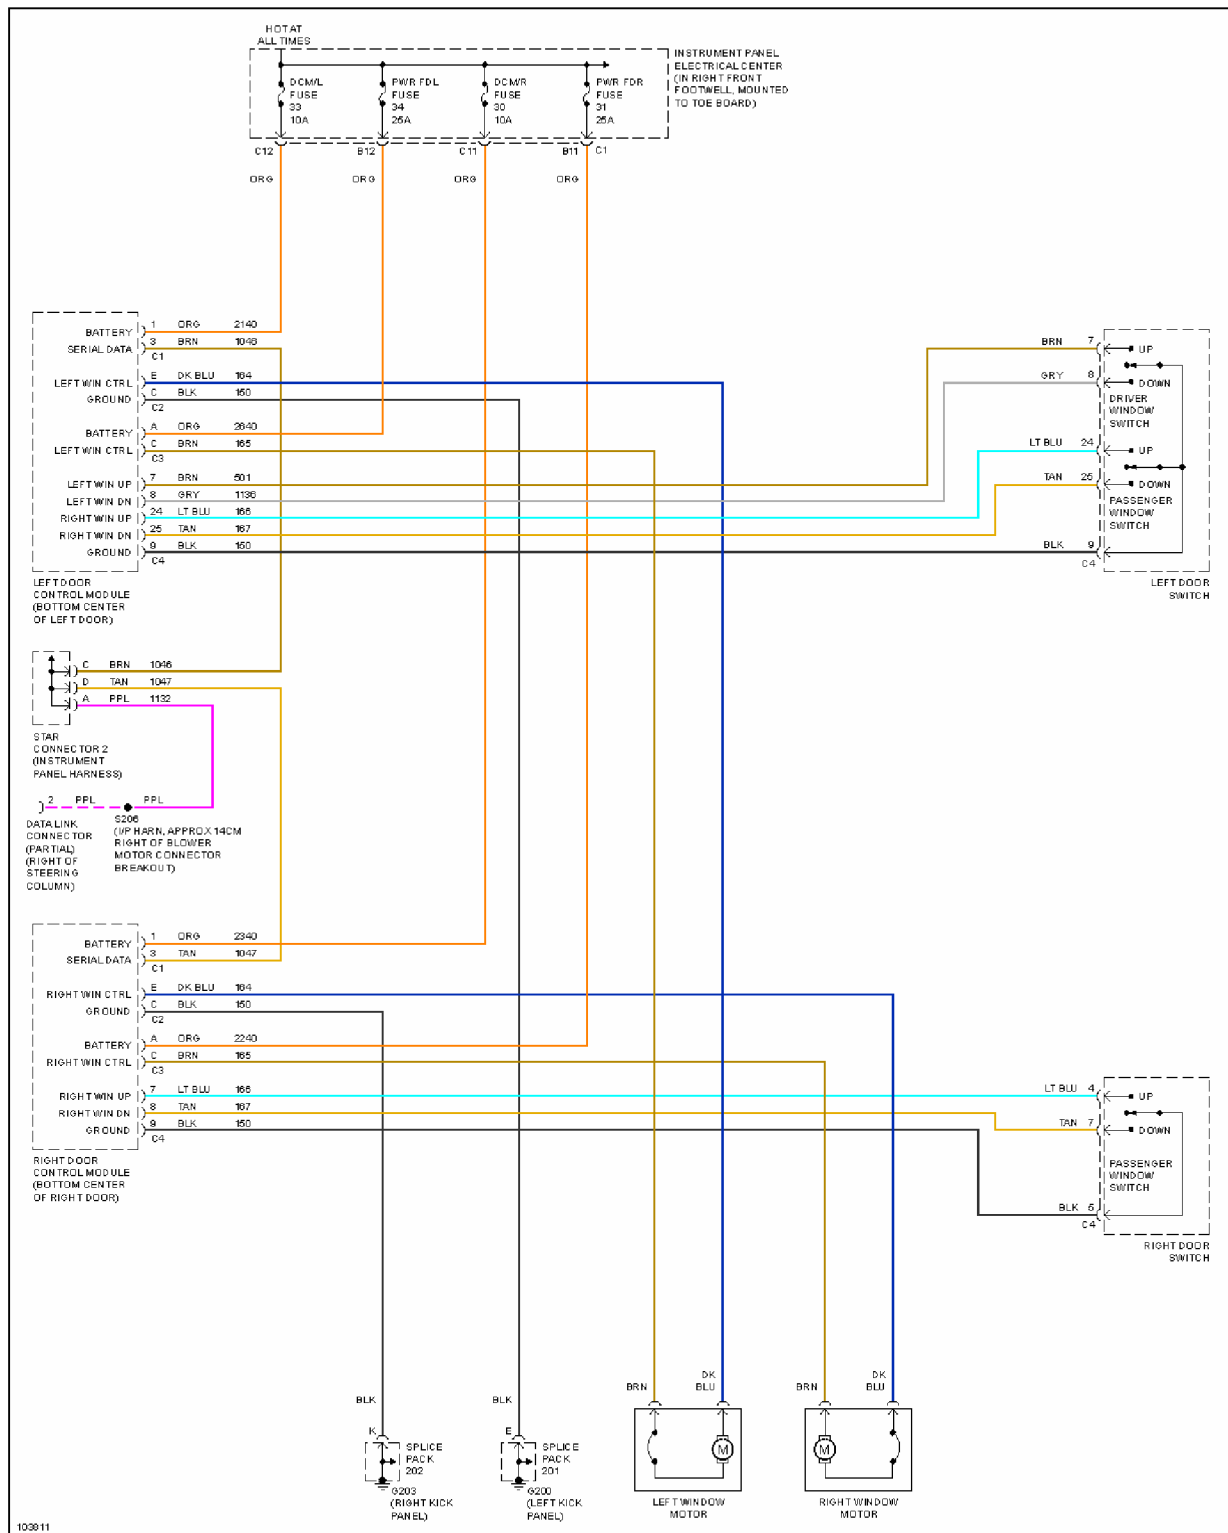 HOT AT
ALL TIMES
INSTRUMENT PANEL
ELECTRICAL CENTER
(IN RIGHT FRONT
FOOTWELL, MOUNTED
TO TOE BOARD)
DCM/L
FUSE
33
10A
PWR FDL
FUSE
34
25A
DCM/R
FUSE
30
10A
PWR FDR
FUSE
31
25A
C12
B12
C11
B11
C1
ORG
ORG
ORG
ORG
BATTERY 1 ORG 2140
SERIAL DATA 3 BRN 1046
C1
LEFT WIN CTRL E DK BLU 164
GROUND C BLK 150
C2
BATTERY A ORG 2640
LEFT WIN CTRL C BRN 165
C3
LEFT WIN UP 7 BRN 501
LEFT WIN DN 8 GRY 1136
RIGHT WIN UP 24 LT BLU 166
RIGHT WIN DN 25 TAN 167
GROUND 9 BLK 150
C4
LEFT DOOR
CONTROL MODULE
(BOTTOM CENTER
OF LEFT DOOR)
BRN 7 UP
GRY 8 DOWN
DRIVER
WINDOW
SWITCH
LT BLU 24 UP
TAN 25 DOWN
PASSENGER
WINDOW
SWITCH
BLK 9
C4
LEFT DOOR
SWITCH
C BRN 1046
D TAN 1047
A PPL 1132
STAR
CONNECTOR 2
(INSTRUMENT
PANEL HARNESS)
2 PPL PPL
DATA LINK
CONNECTOR
(PARTIAL)
(RIGHT OF
STEERING
COLUMN)
S206
(I/P HARN, APPROX 14CM
RIGHT OF BLOWER
MOTOR CONNECTOR
BREAKOUT)
BATTERY 1 ORG 2340
SERIAL DATA 3 TAN 1047
C1
RIGHT WIN CTRL E DK BLU 164
GROUND C BLK 150
C2
BATTERY A ORG 2240
RIGHT WIN CTRL C BRN 165
C3
RIGHT WIN UP 7 LT BLU 166
RIGHT WIN DN 8 TAN 167
GROUND 9 BLK 150
C4
RIGHT DOOR
CONTROL MODULE
(BOTTOM CENTER
OF RIGHT DOOR)
LT BLU 4 UP
TAN 7 DOWN
PASSENGER
WINDOW
SWITCH
BLK 5
C4
RIGHT DOOR
SWITCH
BLK
K
SPLICE
PACK
202
G203
(RIGHT KICK
PANEL)
BLK
E
SPLICE
PACK
201
G200
(LEFT KICK
PANEL)
BRN
DK
BLU
M
LEFT WINDOW
MOTOR
BRN
DK
BLU
M
RIGHT WINDOW
MOTOR
103811